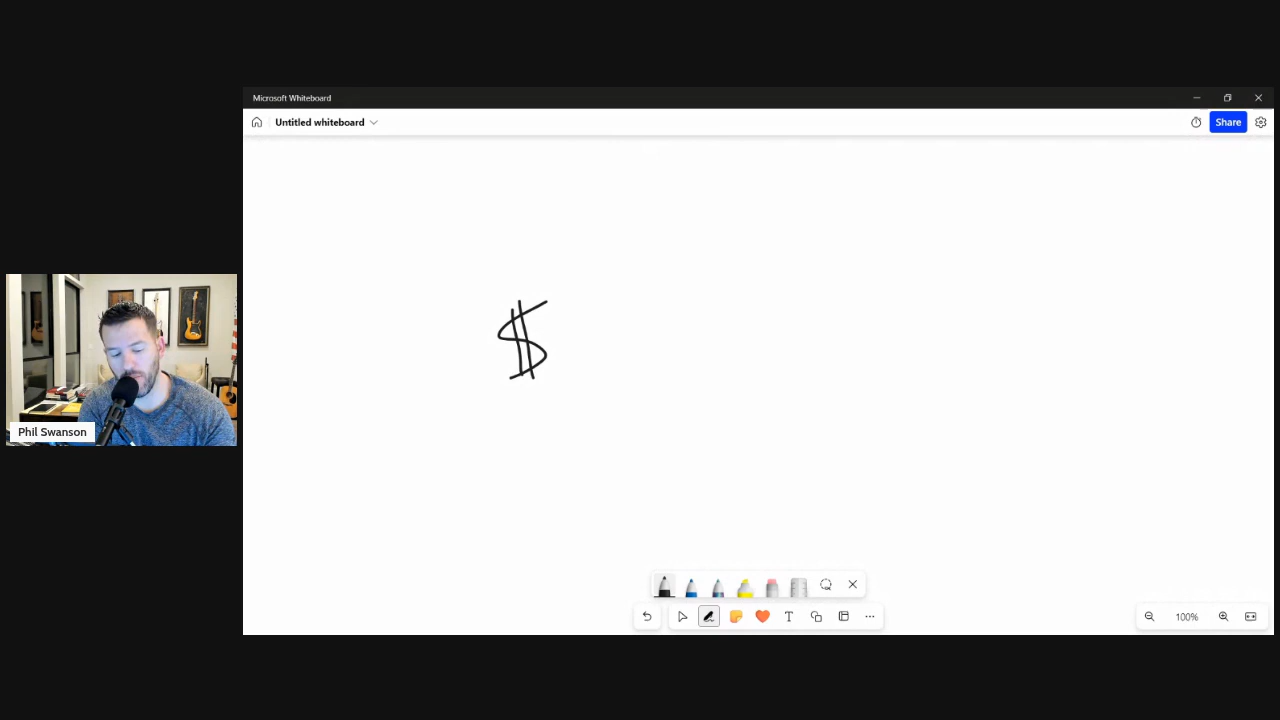 Microsoft Whiteboard
Untitled whiteboard
Share
$
Phil Swanson
T
100%